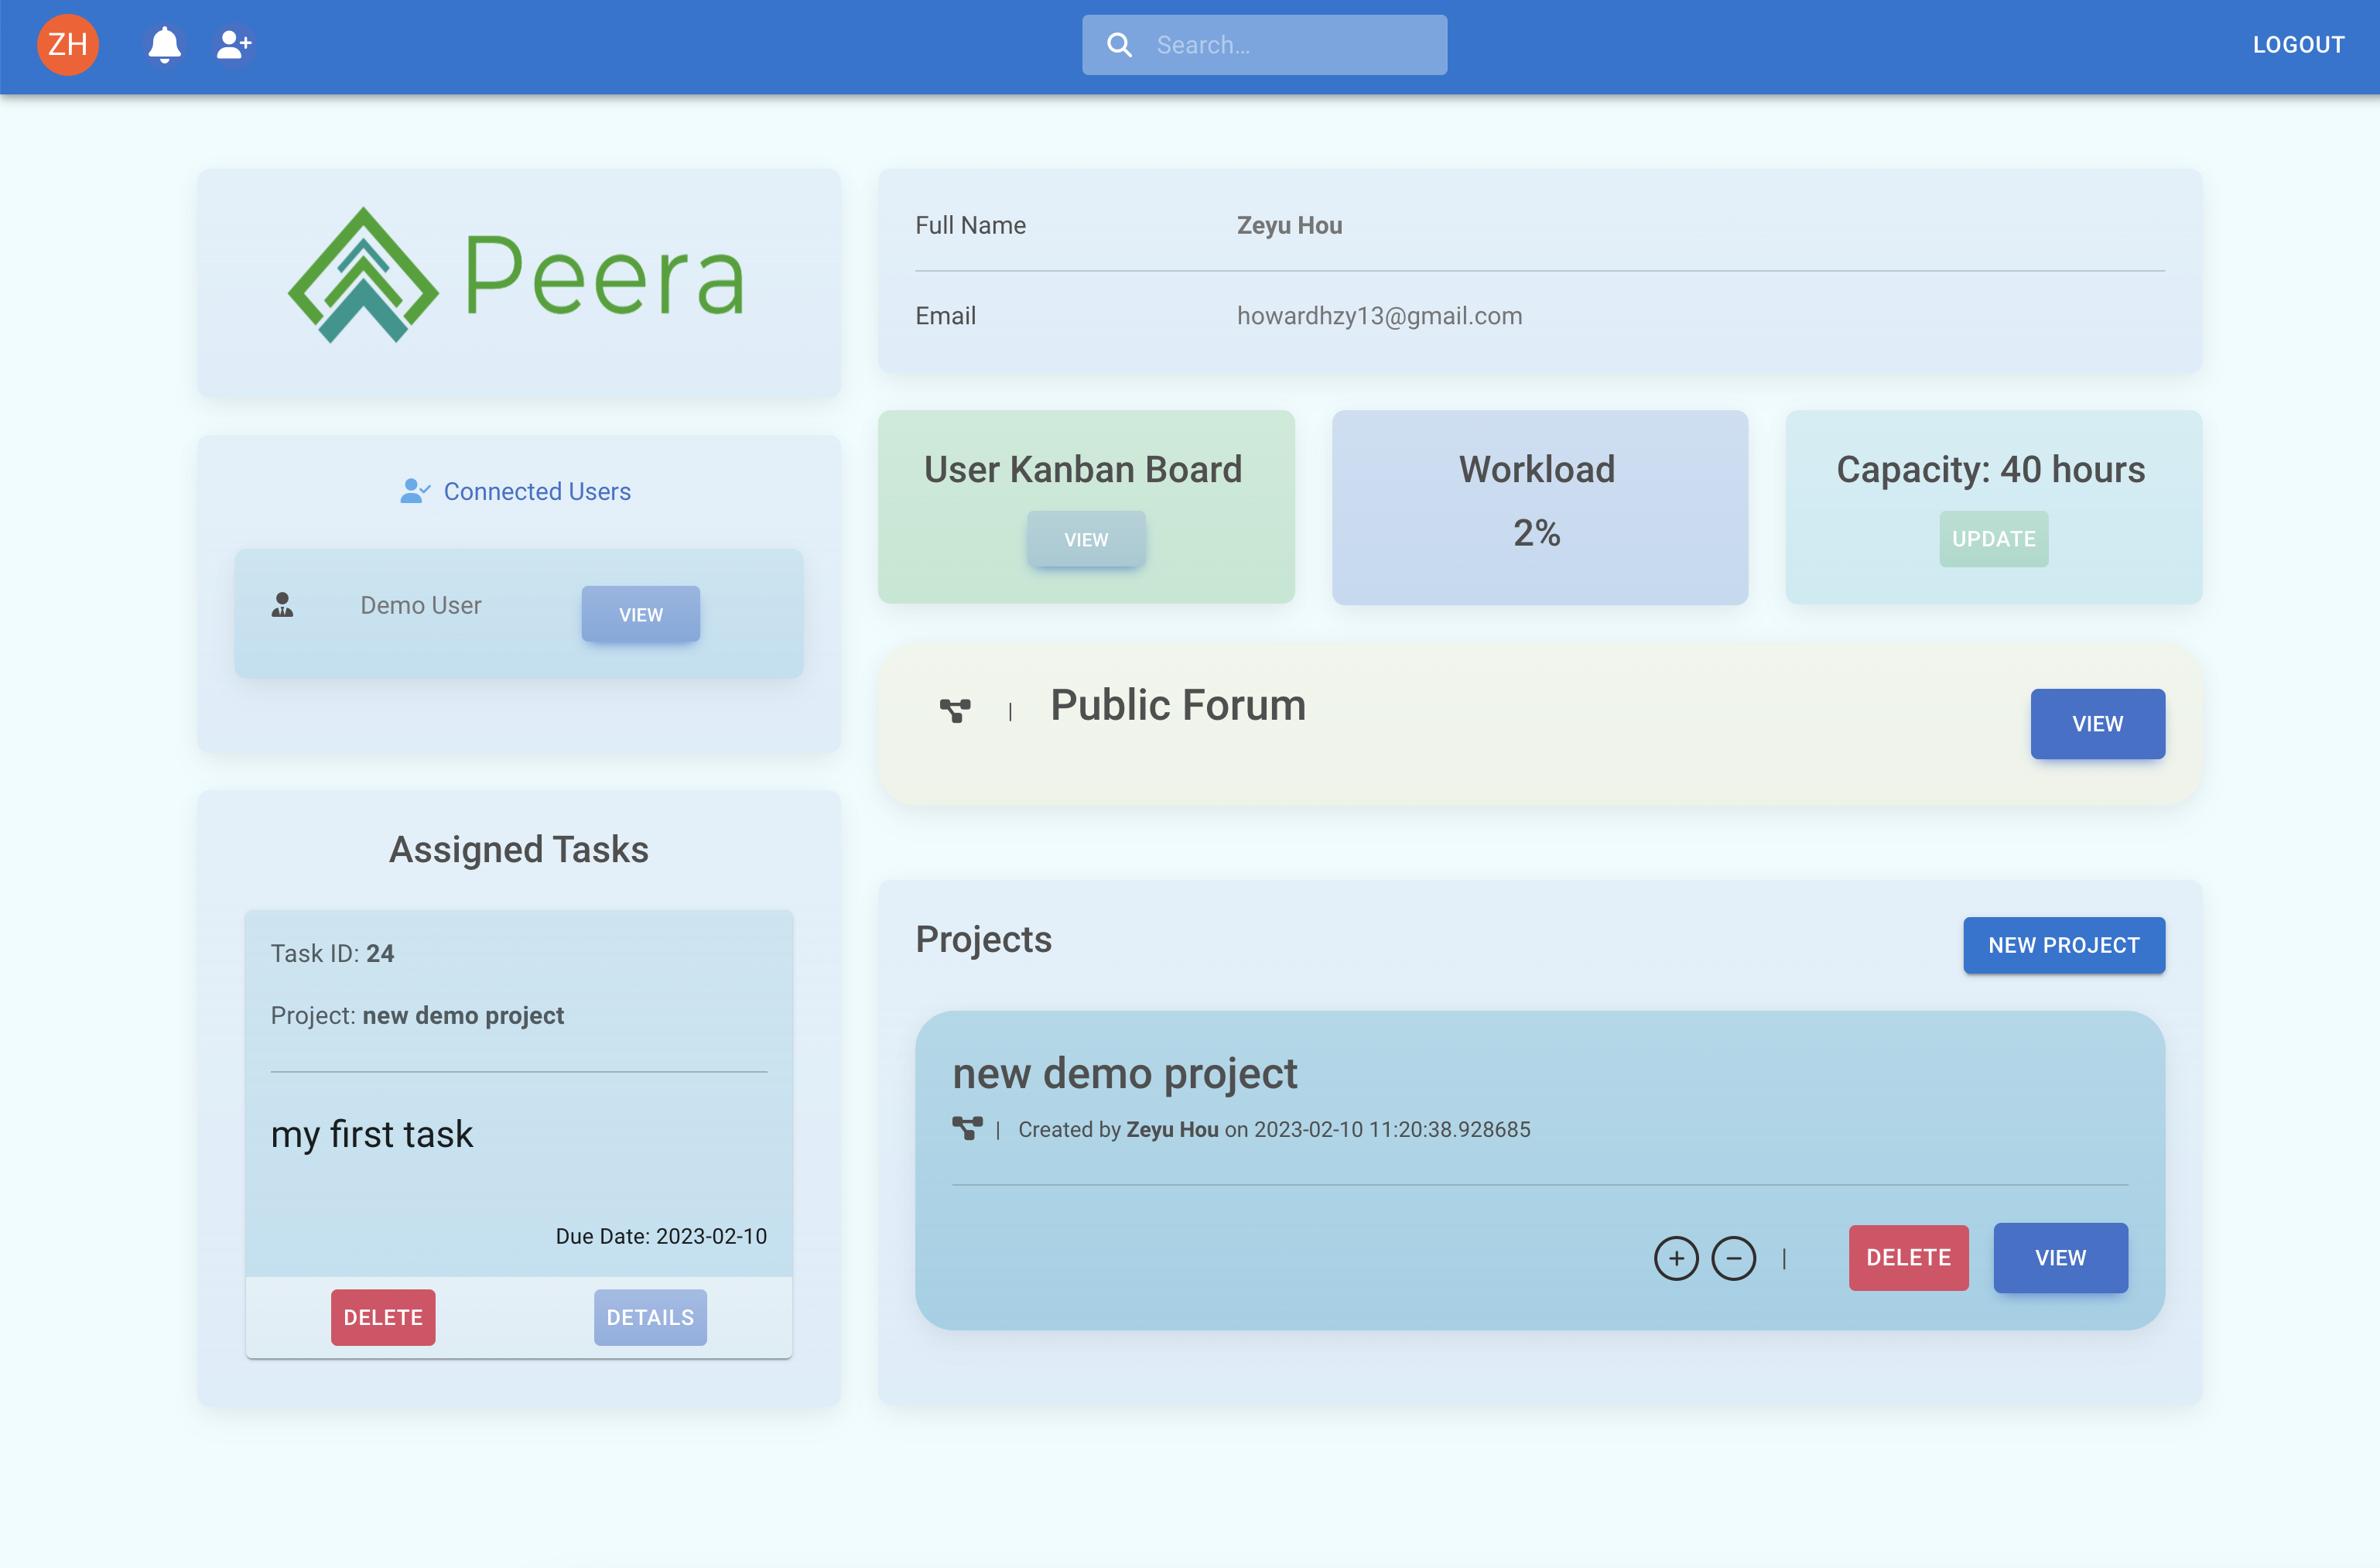 ZH
Search...
LOGOUT
Peera
Full Name Zeyu Hou
Email howardhzy13@gmail.com
Connected Users
Demo User VIEW
User Kanban Board
VIEW
Workload
2%
Capacity: 40 hours
UPDATE
| Public Forum
VIEW
Assigned Tasks
Task ID: 24
Project: new demo project
my first task
Due Date: 2023-02-10
DELETE DETAILS
Projects
NEW PROJECT
new demo project
| Created by Zeyu Hou on 2023-02-10 11:20:38.928685
| DELETE VIEW